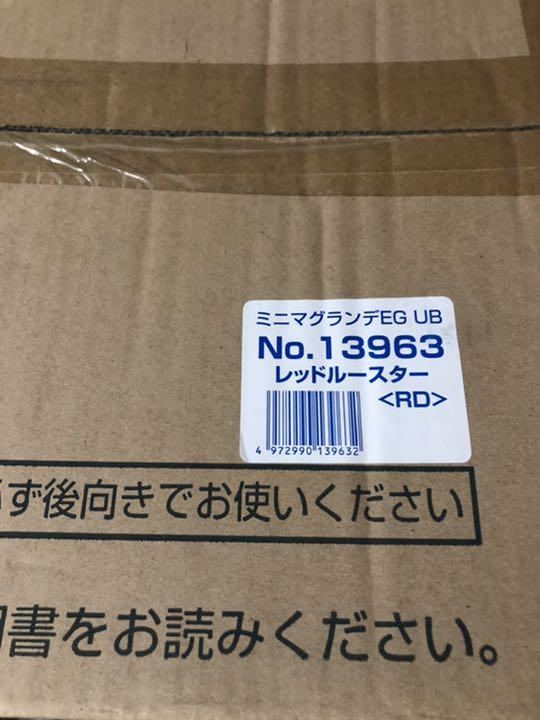 ミニマグランデEG UB
No.13963
レッドルースター
<RD>
4 972990 139632
ず後向きでお使いください
書をお読みください。